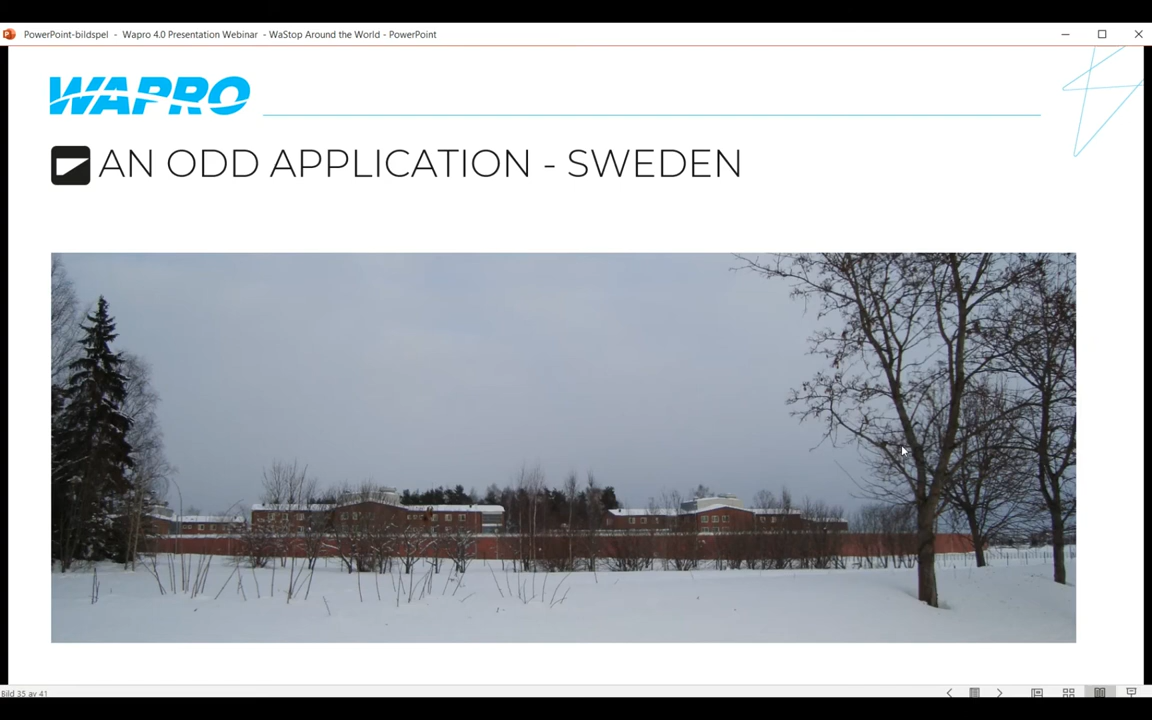 PowerPoint-bildspel - Wapro 4.0 Presentation Webinar - WaStop Around the World - PowerPoint
WAPRO
AN ODD APPLICATION - SWEDEN
Bild 35 av 41